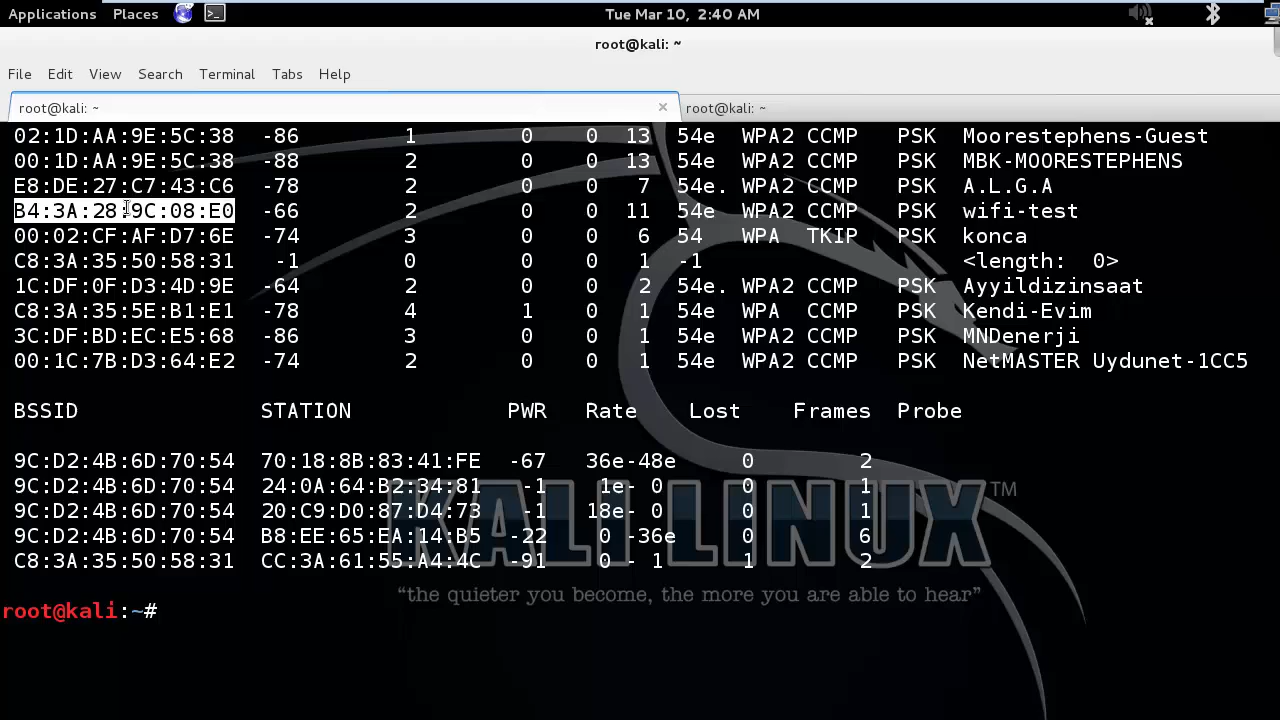 Applications Places Tue Mar 10, 2:40 AM
root@kali: ~
File Edit View Search Terminal Tabs Help
root@kali: ~ × root@kali: ~
02:1D:AA:9E:5C:38 -86 1 0 0 13 54e WPA2 CCMP PSK Moorestephens-Guest
00:1D:AA:9E:5C:38 -88 2 0 0 13 54e WPA2 CCMP PSK MBK-MOORESTEPHENS
E8:DE:27:C7:43:C6 -78 2 0 0 7 54e. WPA2 CCMP PSK A.L.G.A
B4:3A:28:9C:08:E0 -66 2 0 0 11 54e WPA2 CCMP PSK wifi-test
00:02:CF:AF:D7:6E -74 3 0 0 6 54 WPA TKIP PSK konca
C8:3A:35:50:58:31 -1 0 0 0 1 -1 <length: 0>
1C:DF:0F:D3:4D:9E -64 2 0 0 2 54e. WPA2 CCMP PSK Ayyildizinsaat
C8:3A:35:5E:B1:E1 -78 4 1 0 1 54e WPA CCMP PSK Kendi-Evim
3C:DF:BD:EC:E5:68 -86 3 0 0 1 54e WPA2 CCMP PSK MNDenerji
00:1C:7B:D3:64:E2 -74 2 0 0 1 54e WPA2 CCMP PSK NetMASTER Uydunet-1CC5
BSSID STATION PWR Rate Lost Frames Probe
9C:D2:4B:6D:70:54 70:18:8B:83:41:FE -67 36e-48e 0 2
9C:D2:4B:6D:70:54 24:0A:64:B2:34:81 -1 1e- 0 0 1
9C:D2:4B:6D:70:54 20:C9:D0:87:D4:73 -1 18e- 0 0 1
9C:D2:4B:6D:70:54 B8:EE:65:EA:14:B5 -22 0 -36e 0 6
C8:3A:35:50:58:31 CC:3A:61:55:A4:4C -91 0 - 1 1 2
KALI LINUX™
“the quieter you become, the more you are able to hear”
root@kali:~#